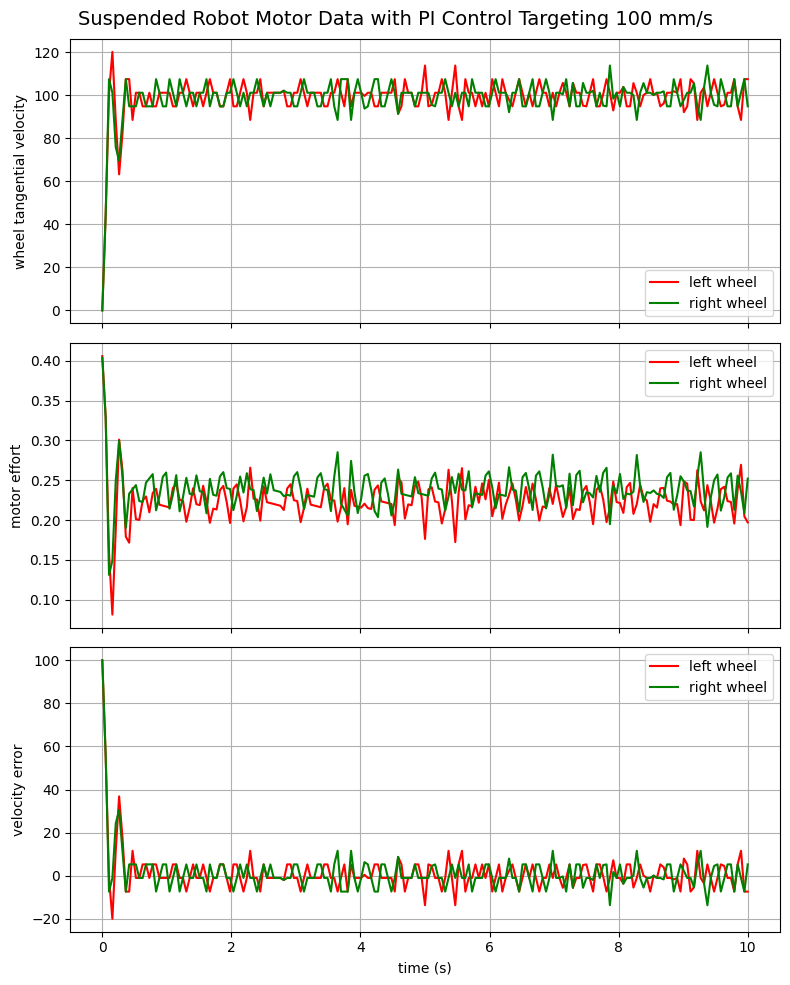 Suspended Robot Motor Data with PI Control Targeting 100 mm/s
wheel tangential velocity
120
100
80
60
40
20
0
left wheel
right wheel
motor effort
0.40
0.35
0.30
0.25
0.20
0.15
0.10
left wheel
right wheel
velocity error
100
80
60
40
20
0
−20
left wheel
right wheel
0 2 4 6 8 10
time (s)